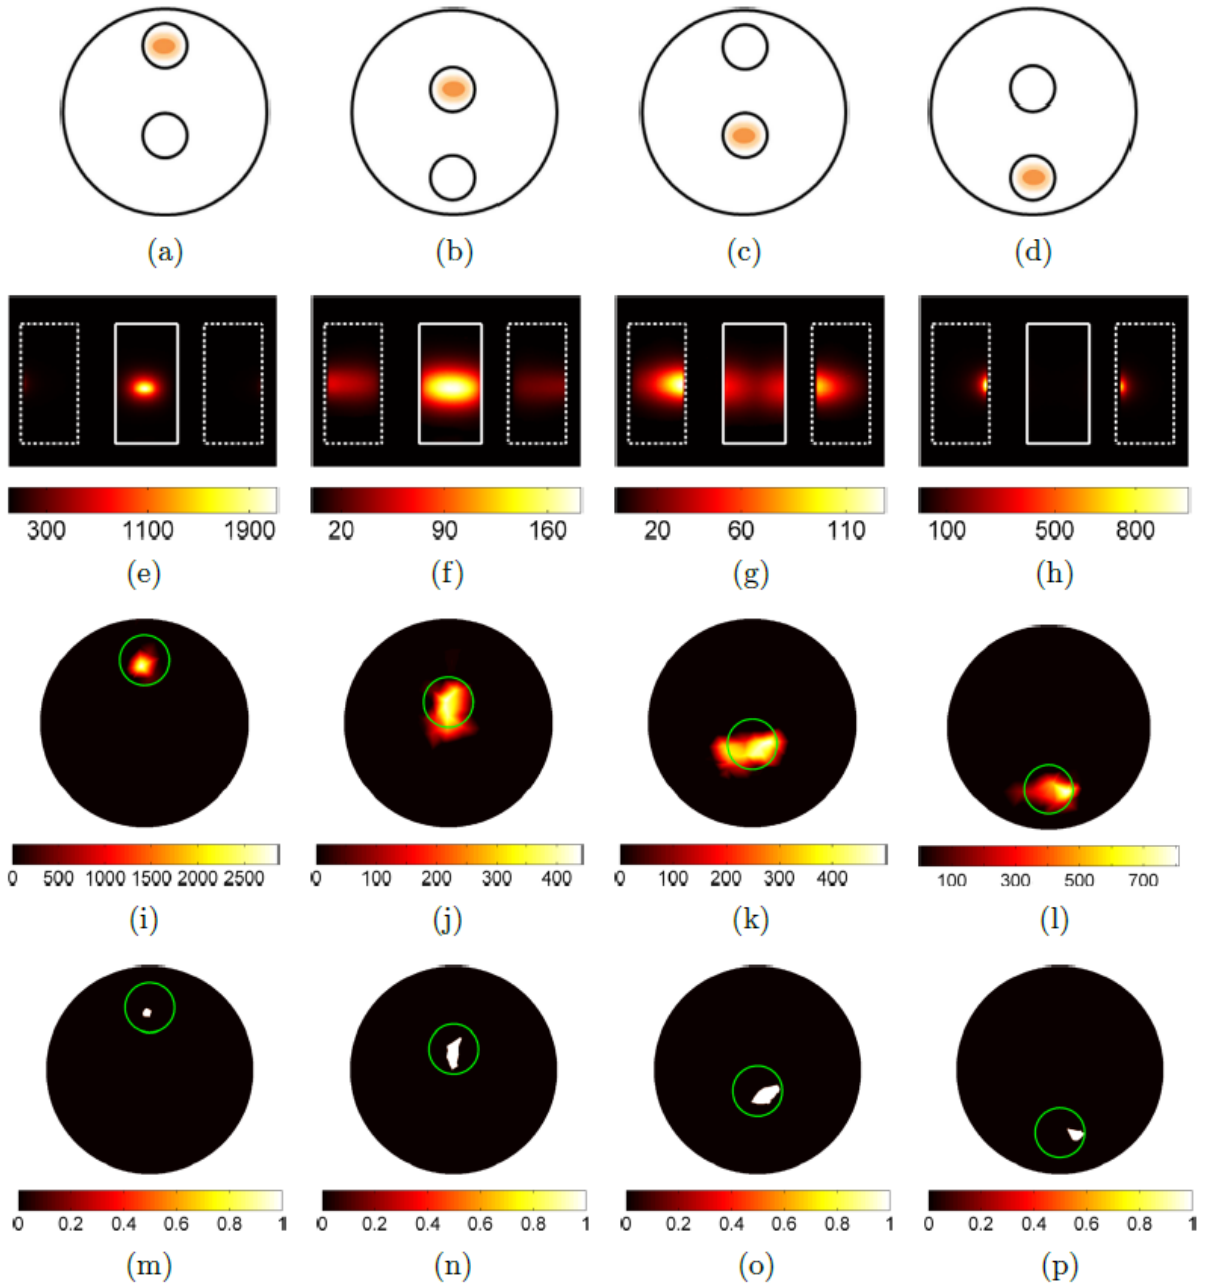 (a) (b) (c) (d)
300 1100 1900 20 90 160 20 60 110 100 500 800
(e) (f) (g) (h)
0 500 1000 1500 2000 2500 0 100 200 300 400 0 100 200 300 400 100 300 500 700
(i) (j) (k) (l)
0 0.2 0.4 0.6 0.8 1 0 0.2 0.4 0.6 0.8 1 0 0.2 0.4 0.6 0.8 1 0 0.2 0.4 0.6 0.8 1
(m) (n) (o) (p)